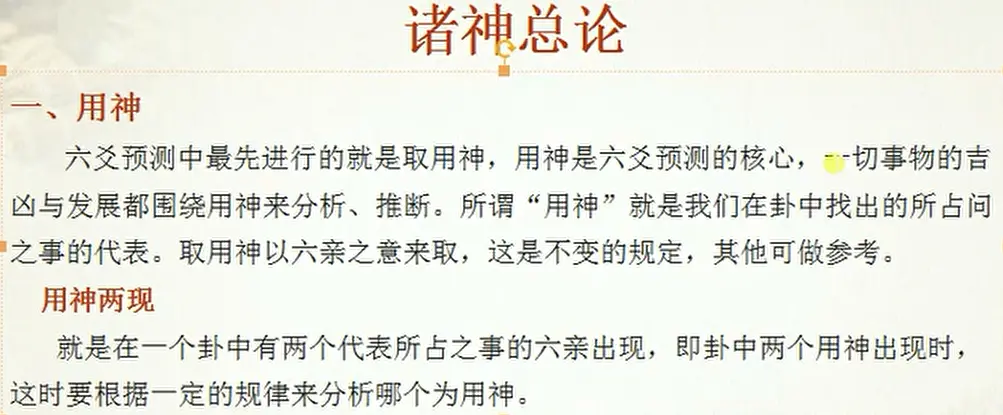 诸神总论
一、用神
六爻预测中最先进行的就是取用神，用神是六爻预测的核心，一切事物的吉
凶与发展都围绕用神来分析、推断。所谓“用神”就是我们在卦中找出的所占问
之事的代表。取用神以六亲之意来取，这是不变的规定，其他可做参考。
用神两现
就是在一个卦中有两个代表所占之事的六亲出现，即卦中两个用神出现时，
这时要根据一定的规律来分析哪个为用神。